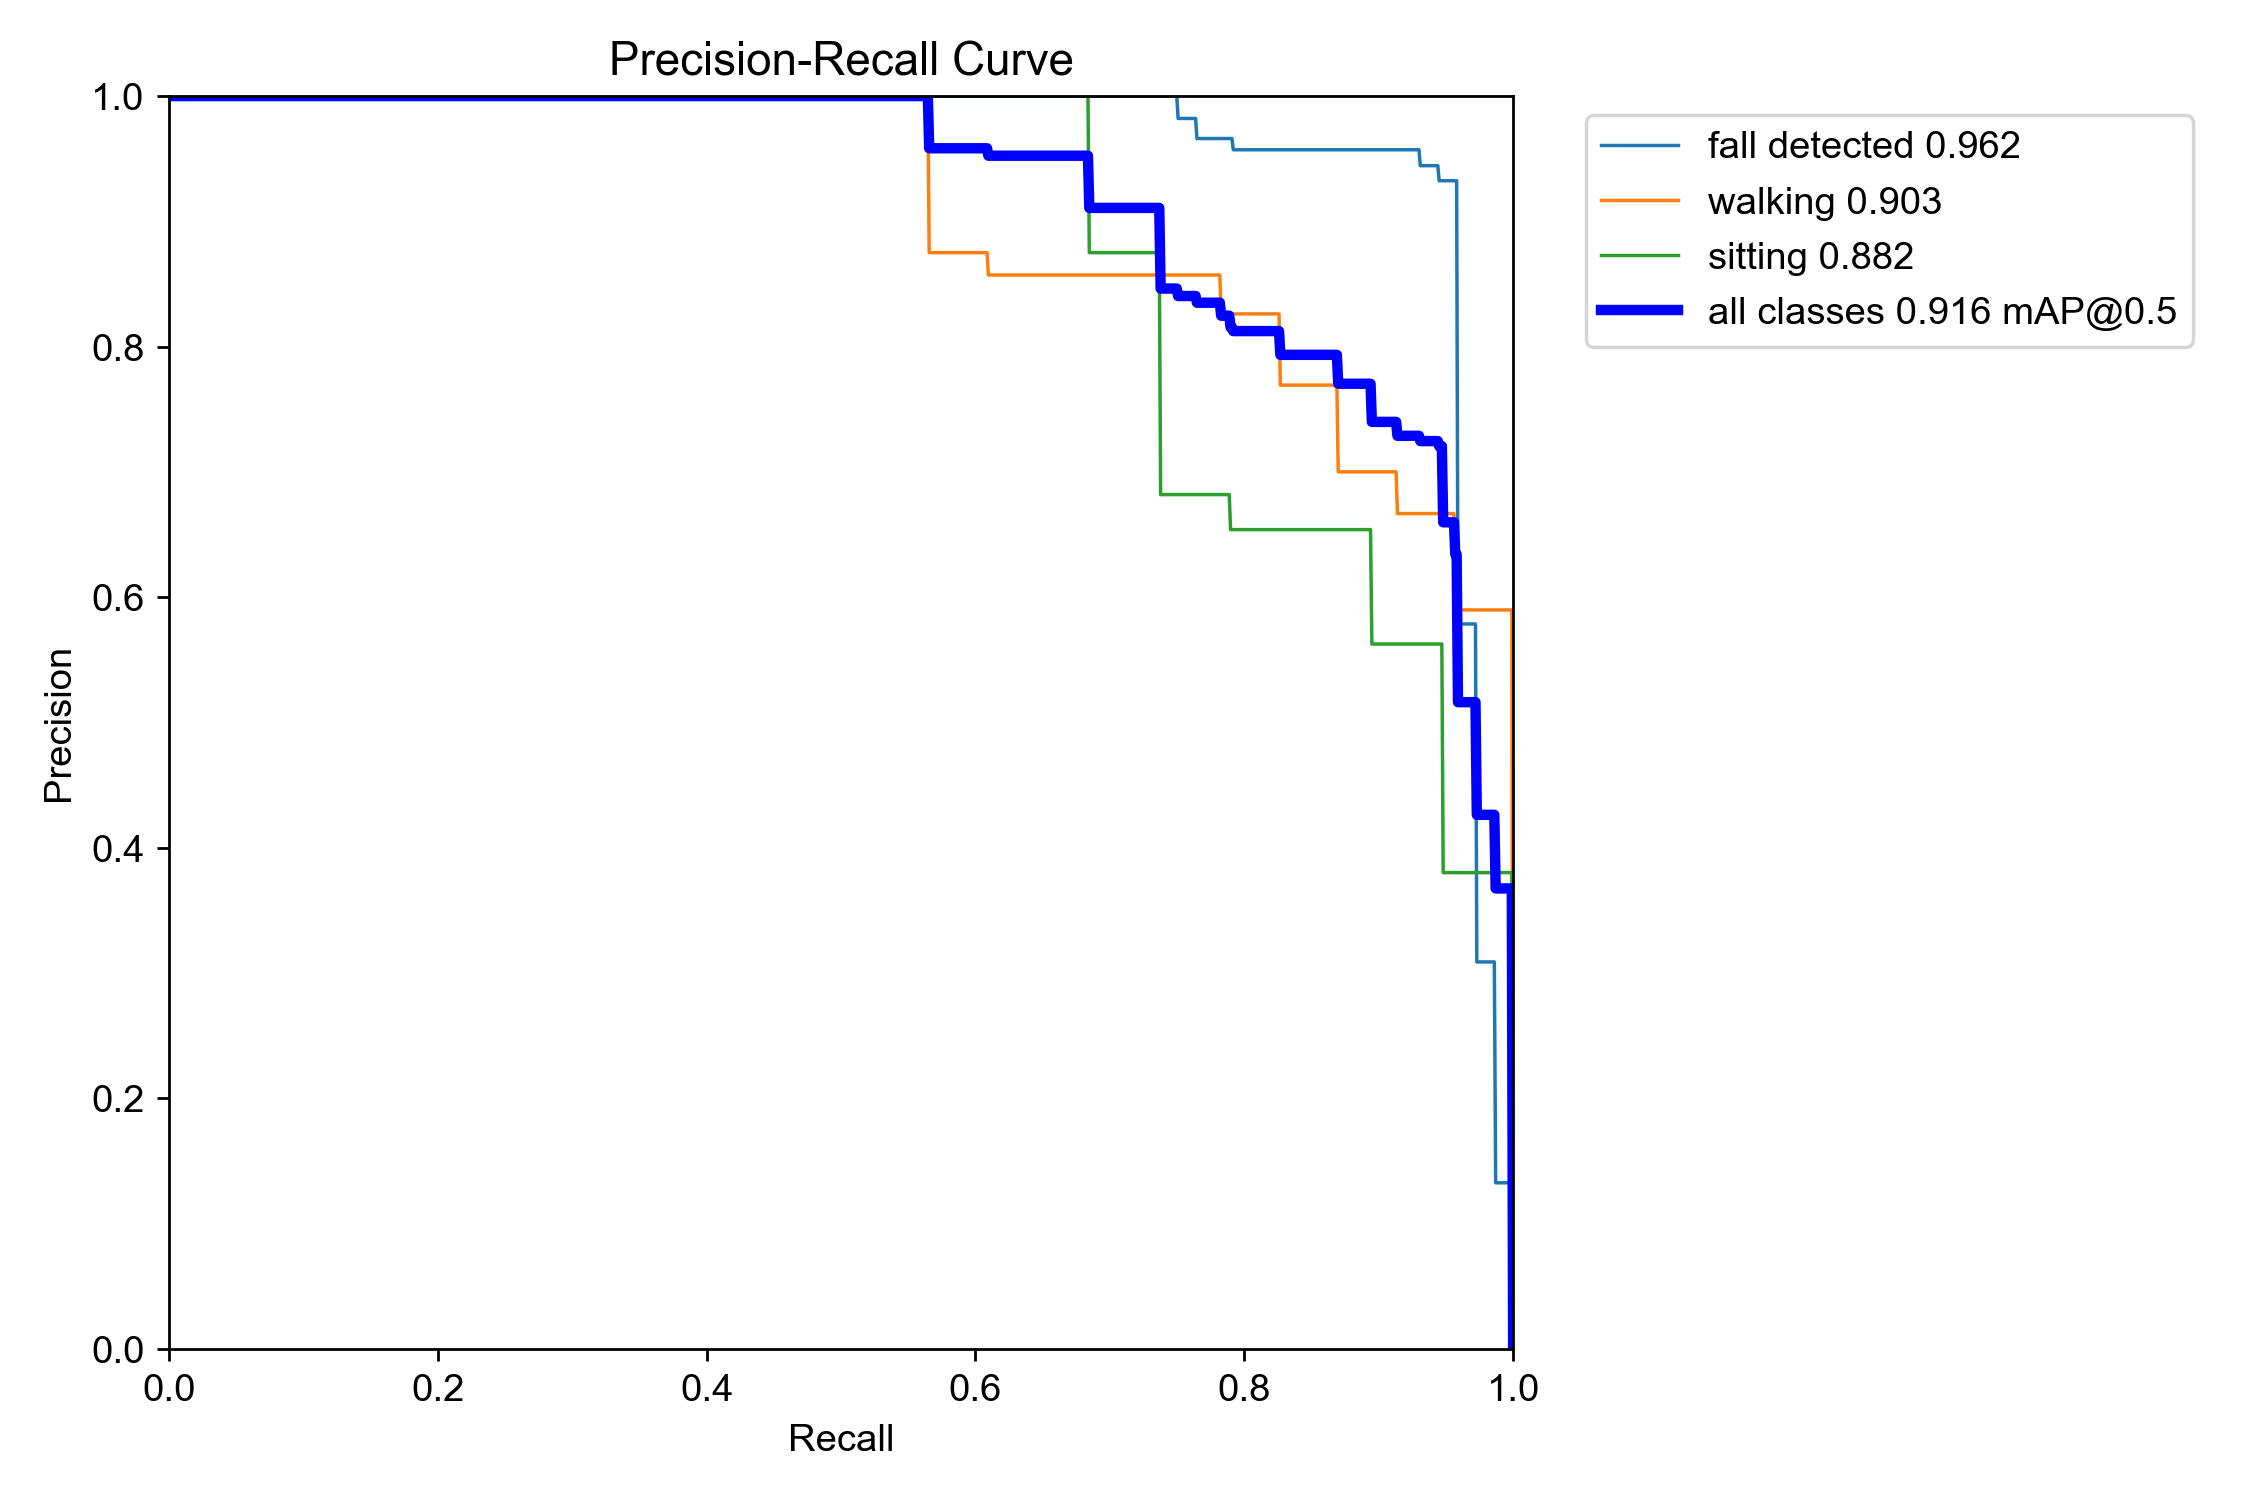 Precision-Recall Curve
1.0
0.8
0.6
0.4
0.2
0.0
Precision
0.0 0.2 0.4 0.6 0.8 1.0
Recall
fall detected 0.962
walking 0.903
sitting 0.882
all classes 0.916 mAP@0.5